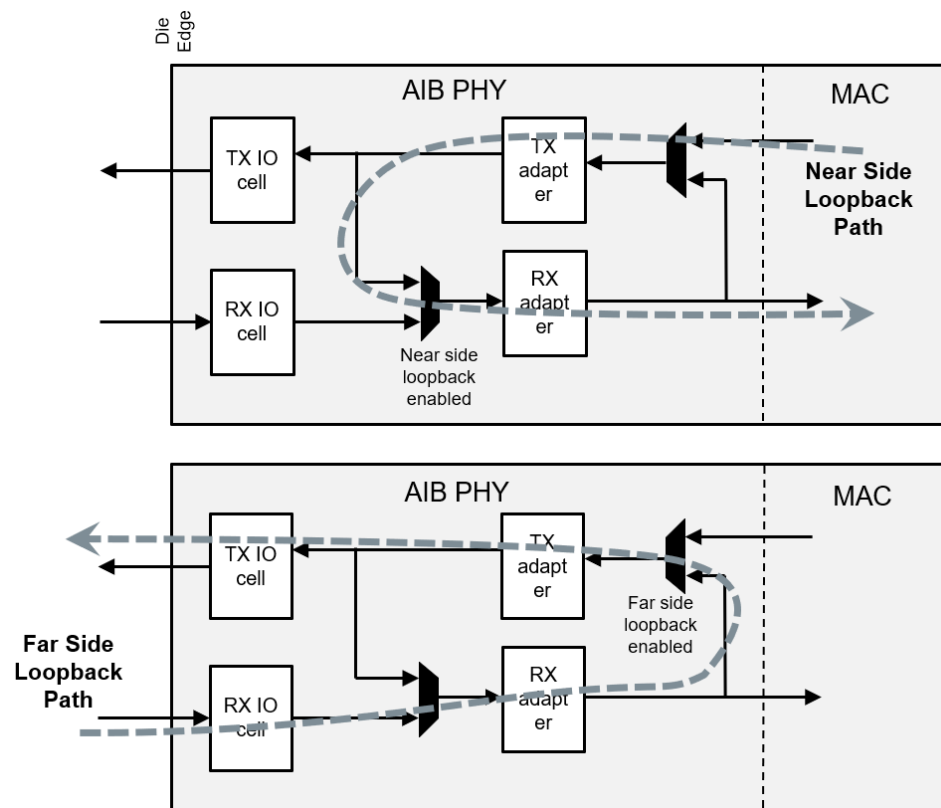 Die
Edge
AIB PHY
MAC
TX IO
cell
TX
adapt
er
Near Side
Loopback
Path
RX IO
cell
RX
adapt
er
Near side
loopback
enabled
AIB PHY
MAC
TX IO
cell
TX
adapt
er
Far side
loopback
enabled
Far Side
Loopback
Path
RX IO
cell
RX
adapt
er